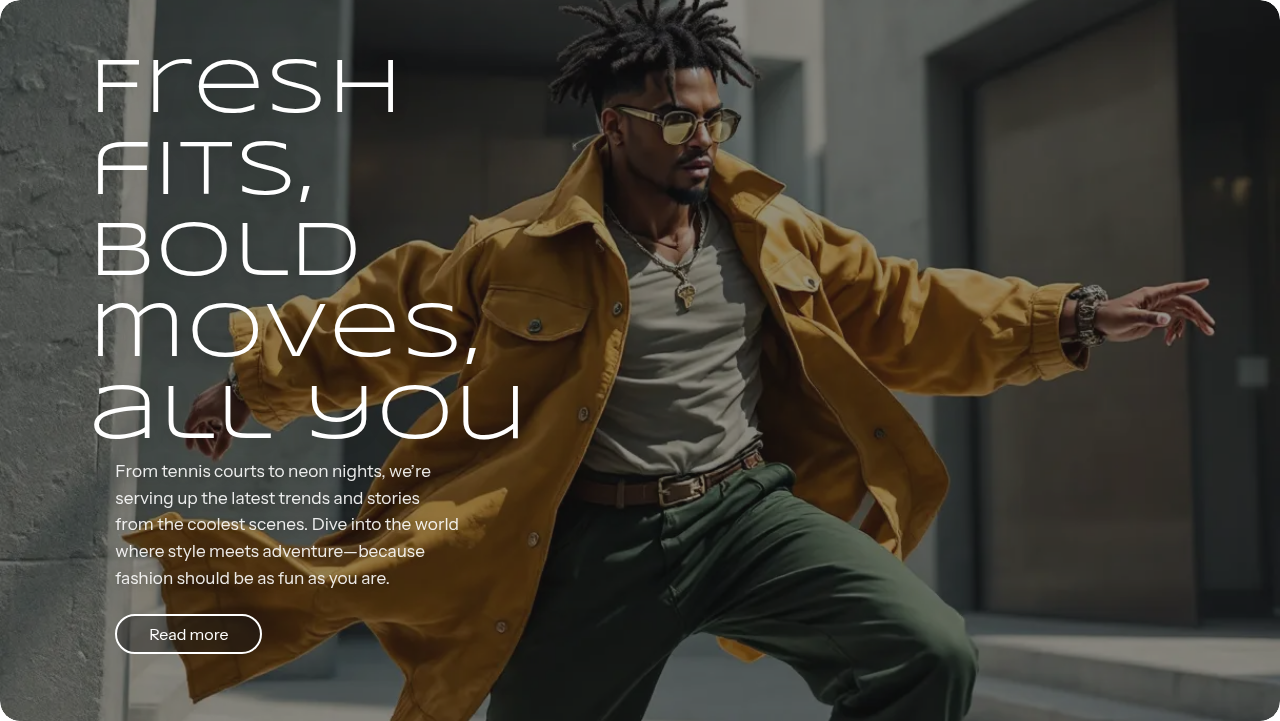 Fresh
fits,
bold
moves,
all you
From tennis courts to neon nights, we're
serving up the latest trends and stories
from the coolest scenes. Dive into the world
where style meets adventure—because
fashion should be as fun as you are.
Read more